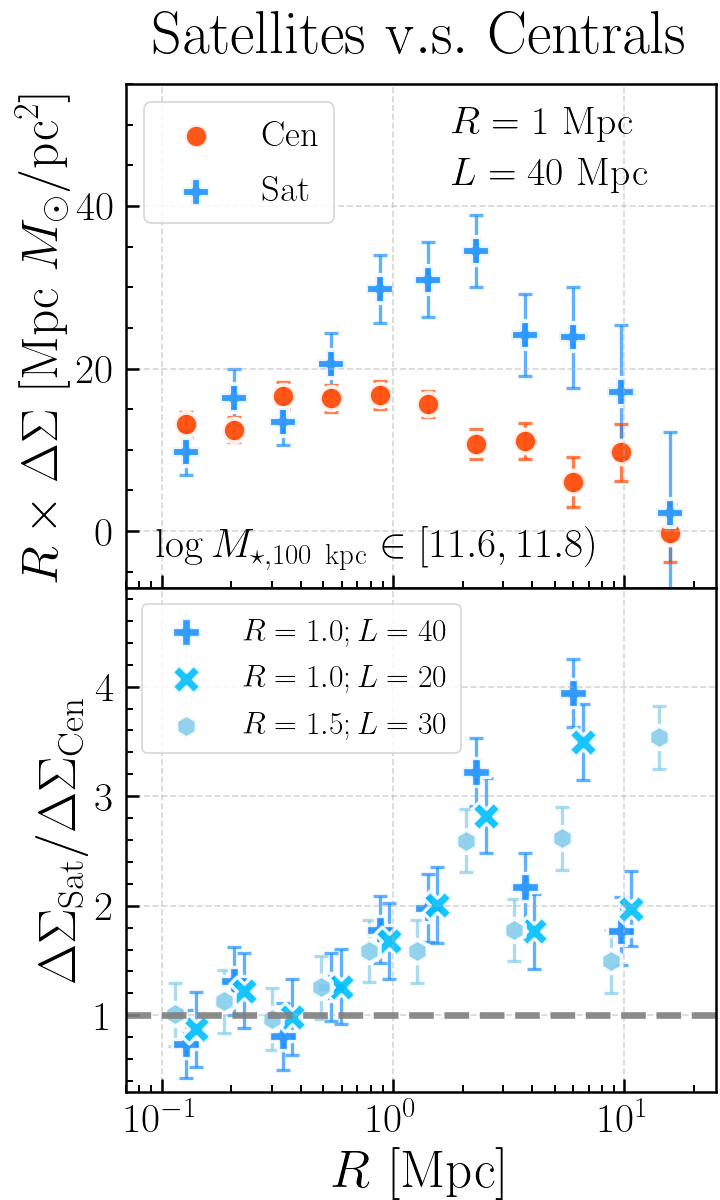 Satellites v.s. Centrals
R × ΔΣ [Mpc M⊙/pc²]
Cen
Sat
R = 1 Mpc
L = 40 Mpc
40
20
0
log M⋆,100 kpc ∈ [11.6, 11.8)
ΔΣSat/ΔΣCen
R = 1.0; L = 40
R = 1.0; L = 20
R = 1.5; L = 30
4
3
2
1
10⁻¹ 10⁰ 10¹
R [Mpc]